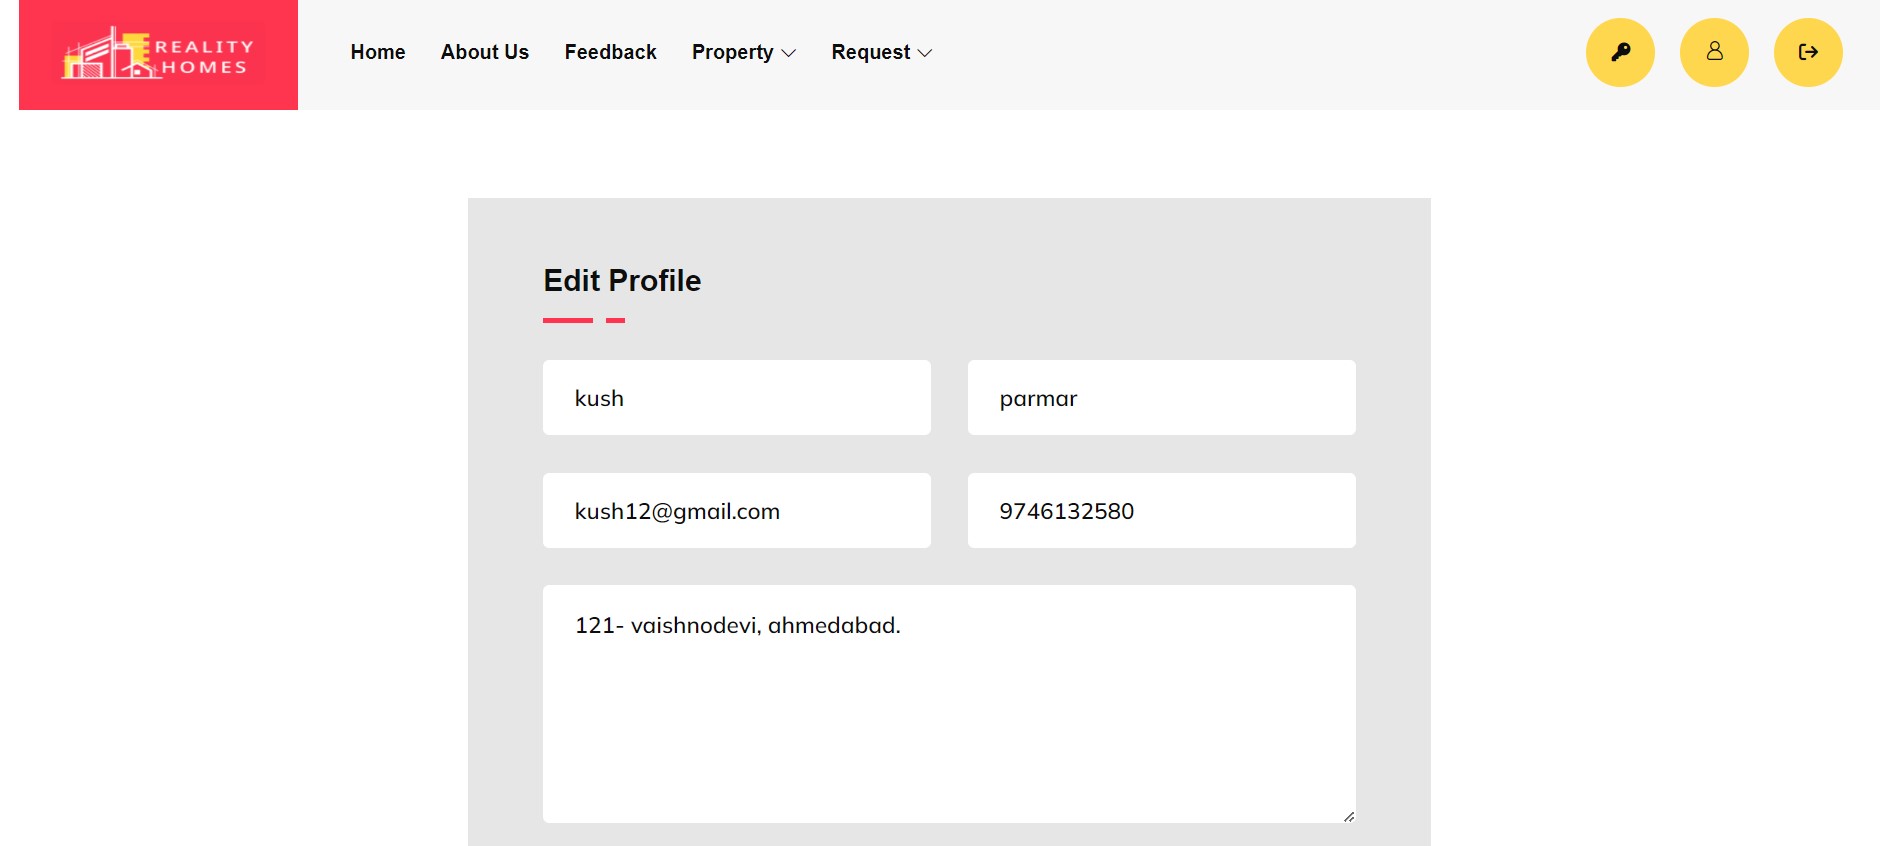 REALITY
HOMES
Home About Us Feedback Property Request
Edit Profile
kush parmar
kush12@gmail.com 9746132580
121- vaishnodevi, ahmedabad.